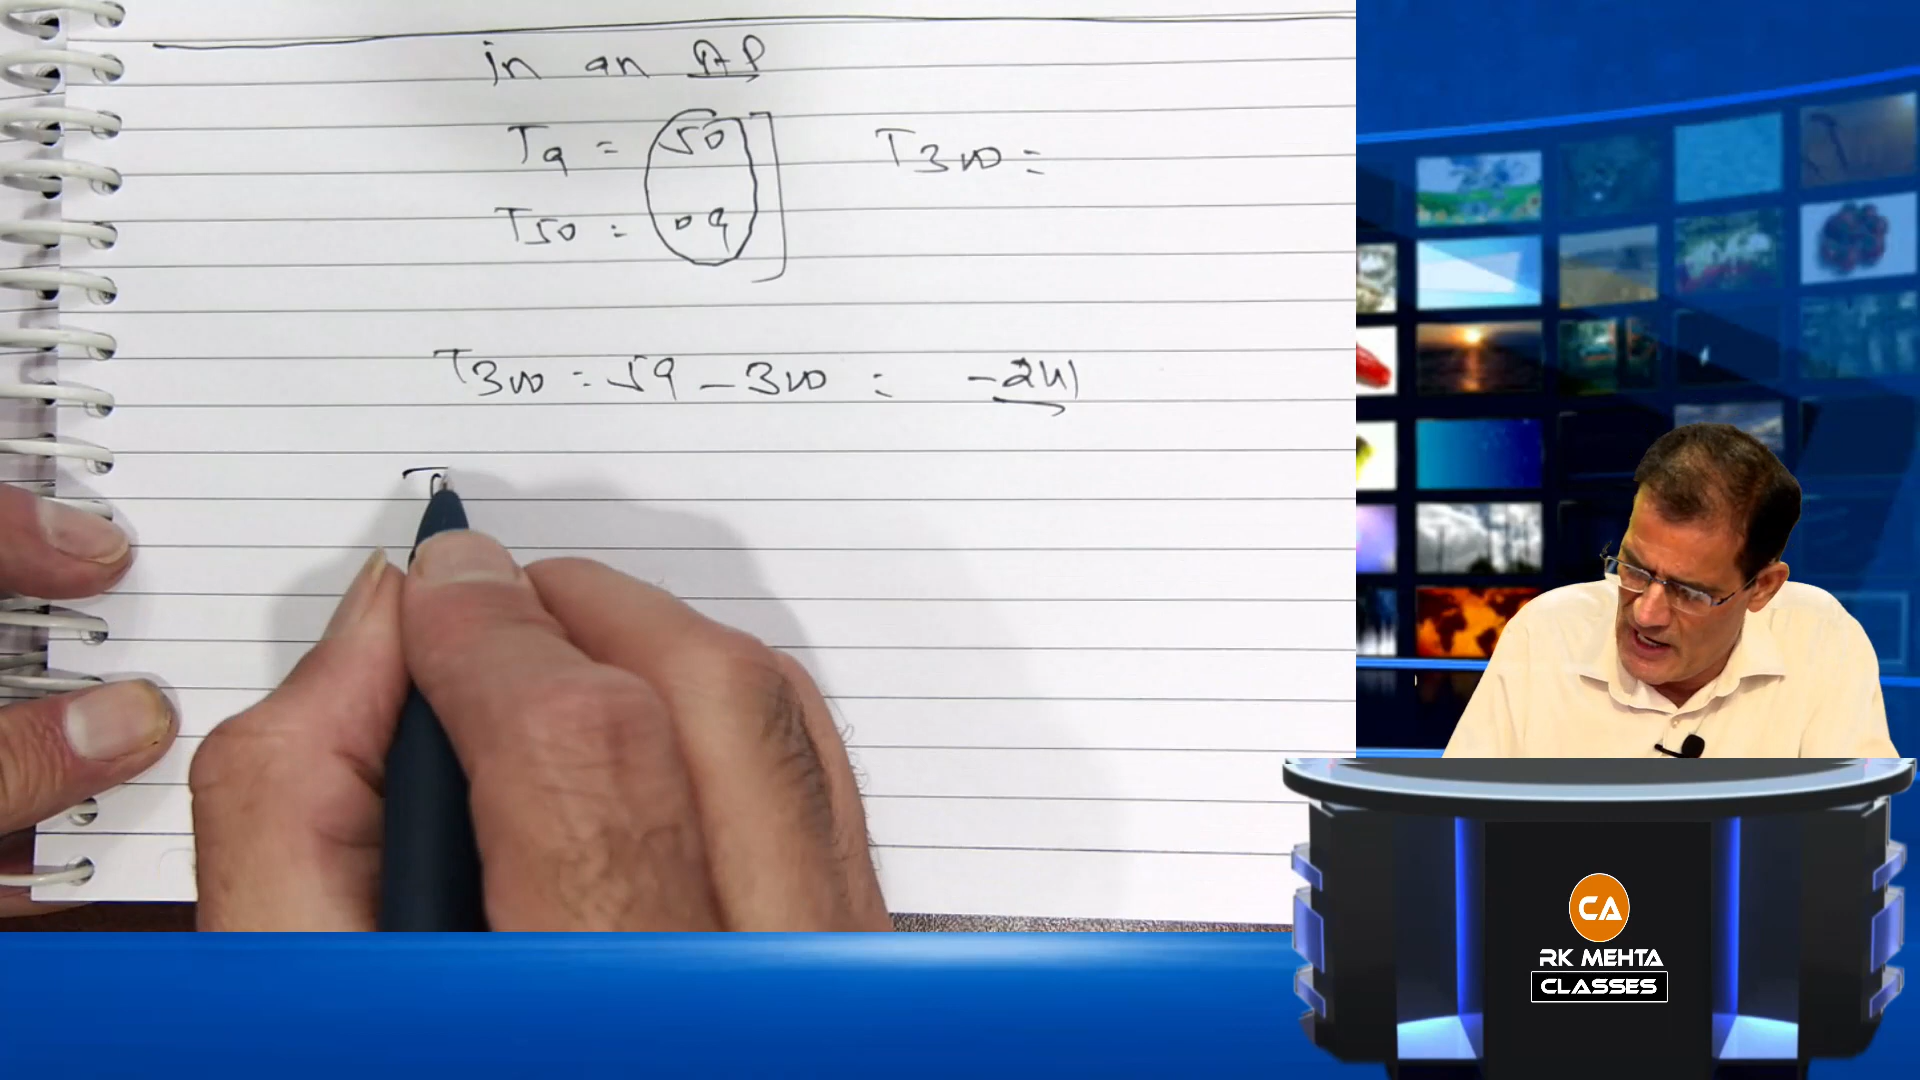 in an AP
T9 = 50
T300 =
T50 = 09
T300 = 59 - 300 = -241
T
CA
RK MEHTA
CLASSES